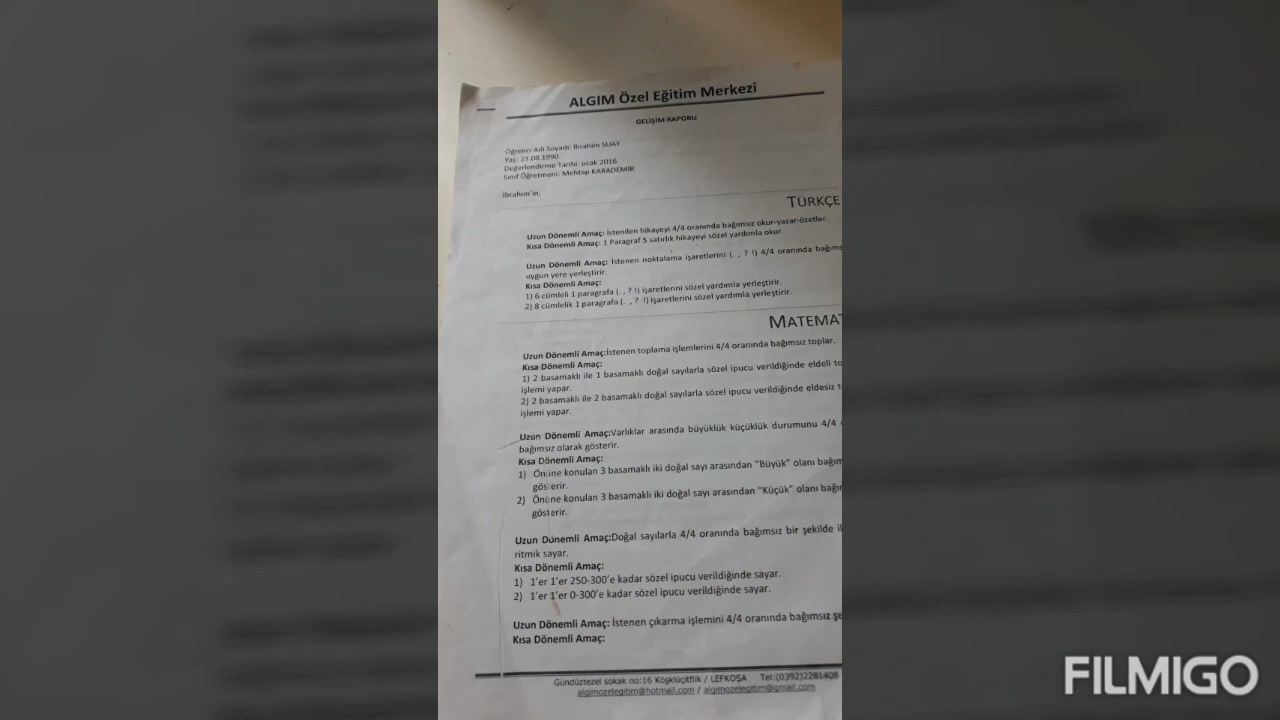 ALGIM Özel Eğitim Merkezi
GELİŞİM RAPORU
Öğrenci Adı Soyadı: İbrahim SUAY
Yaş: 23.08.1990
Değerlendirme Tarihi: ocak 2016
Sınıf Öğretmeni: Mehtap KARADEMİR
İbrahim'in;
TÜRKÇE
Uzun Dönemli Amaç: İstenilen hikayeyi 4/4 oranında bağımsız okur-yazar-özetler.
Kısa Dönemli Amaç: 1 Paragraf 5 satırlık hikayeyi sözel yardımla okur.
Uzun Dönemli Amaç: İstenen noktalama işaretlerini (. , ? !) 4/4 oranında bağıms
uygun yere yerleştirir.
Kısa Dönemli Amaç:
1) 6 cümleli 1 paragrafa (. , ? !) işaretlerini sözel yardımla yerleştirir.
2) 8 cümlelik 1 paragrafa (. , ? !) işaretlerini sözel yardımla yerleştirir.
MATEMAT
Uzun Dönemli Amaç:İstenen toplama işlemlerini 4/4 oranında bağımsız toplar.
Kısa Dönemli Amaç:
1) 2 basamaklı ile 1 basamaklı doğal sayılarla sözel ipucu verildiğinde eldeli to
işlemi yapar.
2) 2 basamaklı ile 2 basamaklı doğal sayılarla sözel ipucu verildiğinde eldesiz t
işlemi yapar.
Uzun Dönemli Amaç:Varlıklar arasında büyüklük küçüklük durumunu 4/4
bağımsız olarak gösterir.
Kısa Dönemli Amaç:
1) Önüne konulan 3 basamaklı iki doğal sayı arasından "Büyük" olanı bağım
gösterir.
2) Önüne konulan 3 basamaklı iki doğal sayı arasından "Küçük" olanı bağı
gösterir.
Uzun Dönemli Amaç:Doğal sayılarla 4/4 oranında bağımsız bir şekilde il
ritmik sayar.
Kısa Dönemli Amaç:
1) 1'er 1'er 250-300'e kadar sözel ipucu verildiğinde sayar.
2) 1'er 1'er 0-300'e kadar sözel ipucu verildiğinde sayar.
Uzun Dönemli Amaç: İstenen çıkarma işlemini 4/4 oranında bağımsız şe
Kısa Dönemli Amaç:
Gündüztezel sokak no:16 Köşklüçiftlik / LEFKOŞA Tel:(0392)2281408
algimozelegitim@hotmail.com / algimozelegitim@gmail.com
FILMIGO